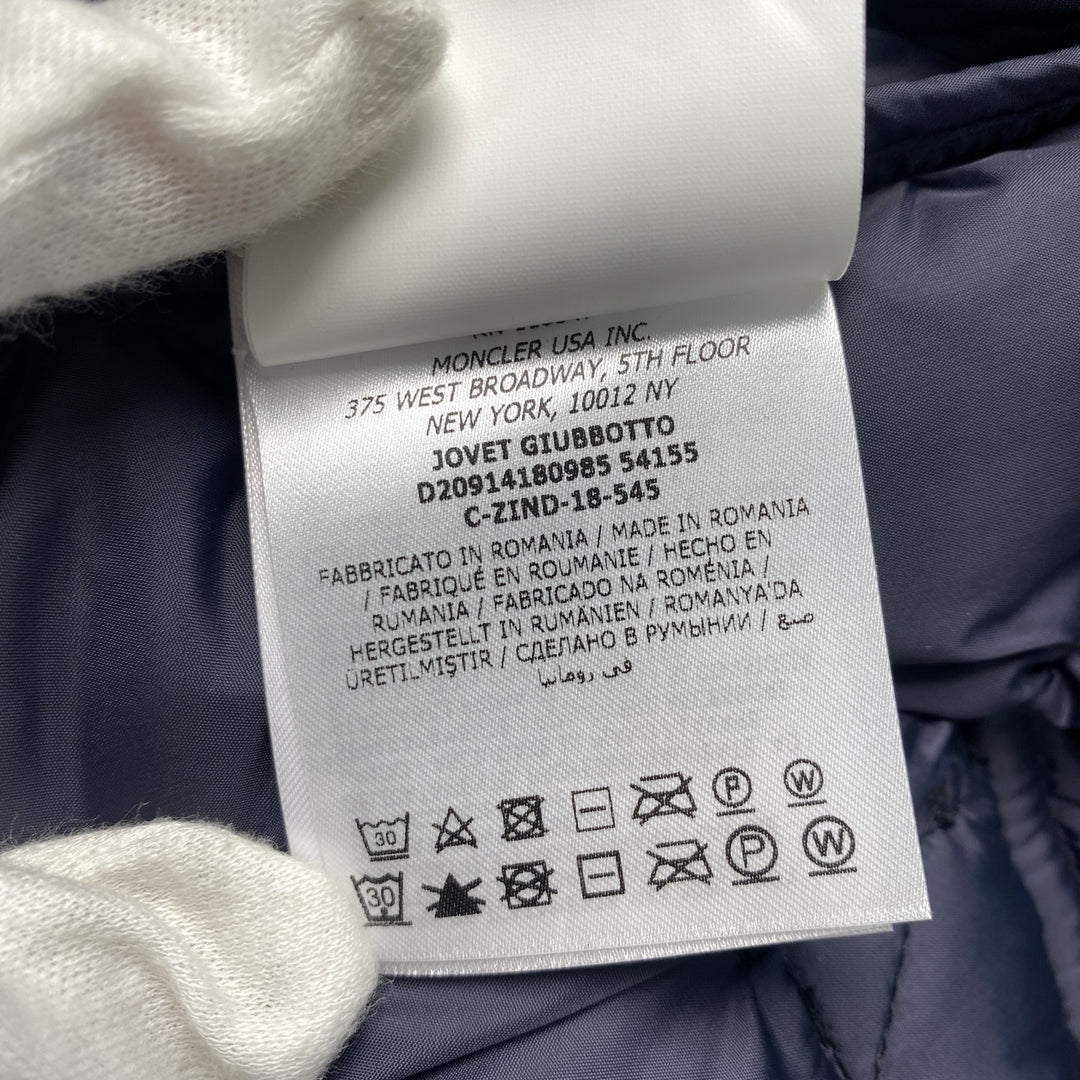 MONCLER USA INC.
375 WEST BROADWAY, 5TH FLOOR
NEW YORK, 10012 NY
JOVET GIUBBOTTO
D20914180985 54155
C-ZIND-18-545
FABBRICATO IN ROMANIA / MADE IN ROMANIA
/ FABRIQUÉ EN ROUMANIE / HECHO EN
RUMANIA / FABRICADO NA ROMÉNIA /
HERGESTELLT IN RUMÄNIEN / ROMANYA'DA
ÜRETILMIŞTIR / СДЕЛАНО В РУМЫНИИ / صنع
في رومانيا
30 P W
30 P W